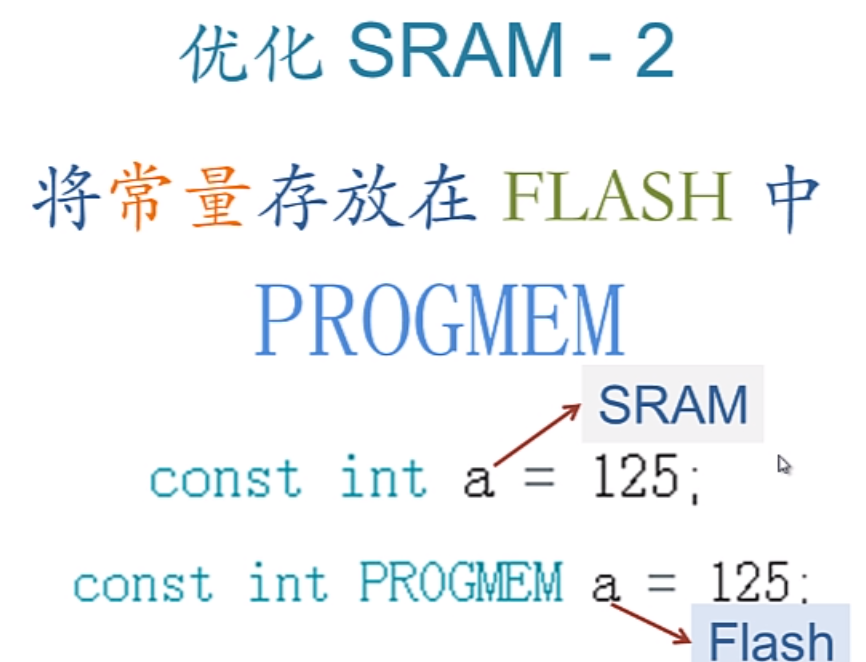 优化 SRAM - 2
将常量存放在 FLASH 中
PROGMEM
SRAM
const int a = 125;
const int PROGMEM a = 125;
Flash